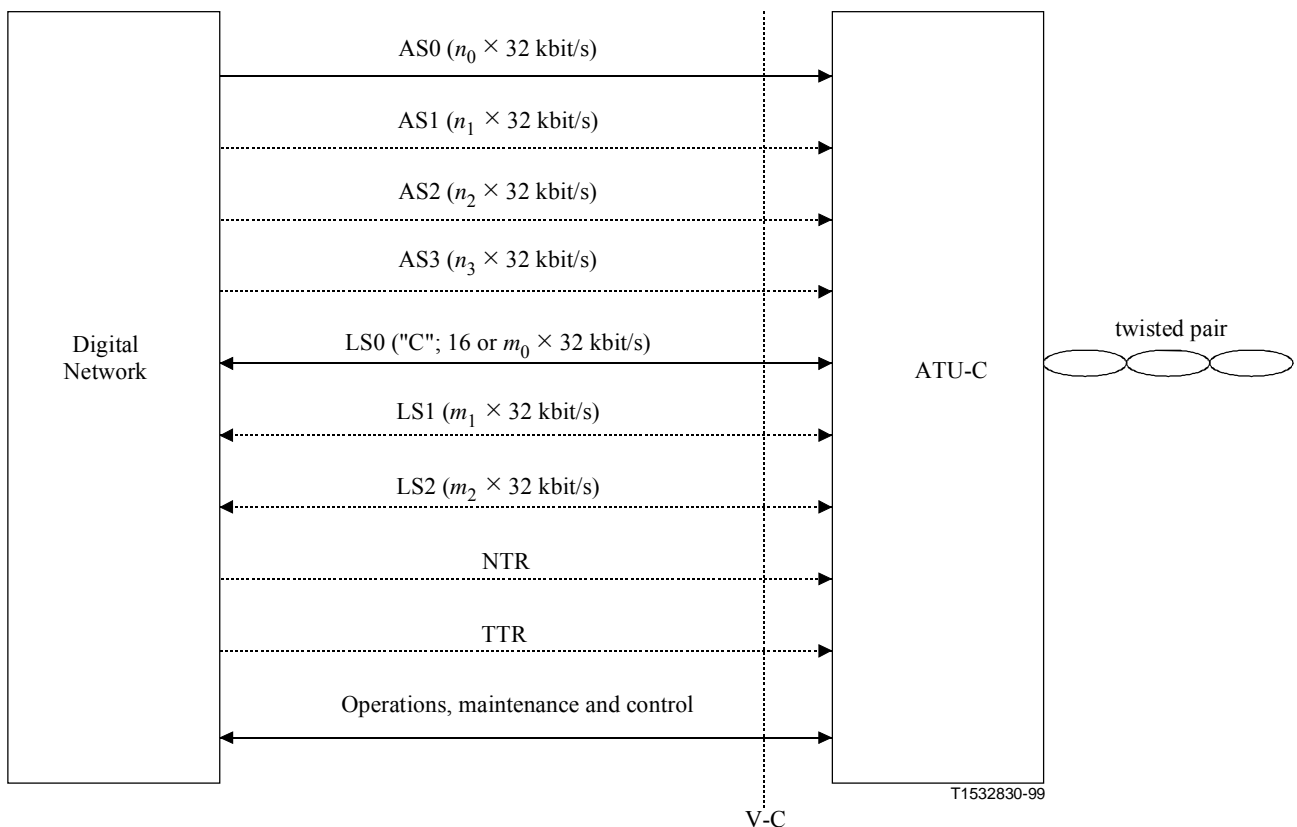 AS0 (n0 × 32 kbit/s)
AS1 (n1 × 32 kbit/s)
AS2 (n2 × 32 kbit/s)
AS3 (n3 × 32 kbit/s)
Digital
Network
LS0 ("C"; 16 or m0 × 32 kbit/s)
ATU-C
twisted pair
LS1 (m1 × 32 kbit/s)
LS2 (m2 × 32 kbit/s)
NTR
TTR
Operations, maintenance and control
T1532830-99
V-C